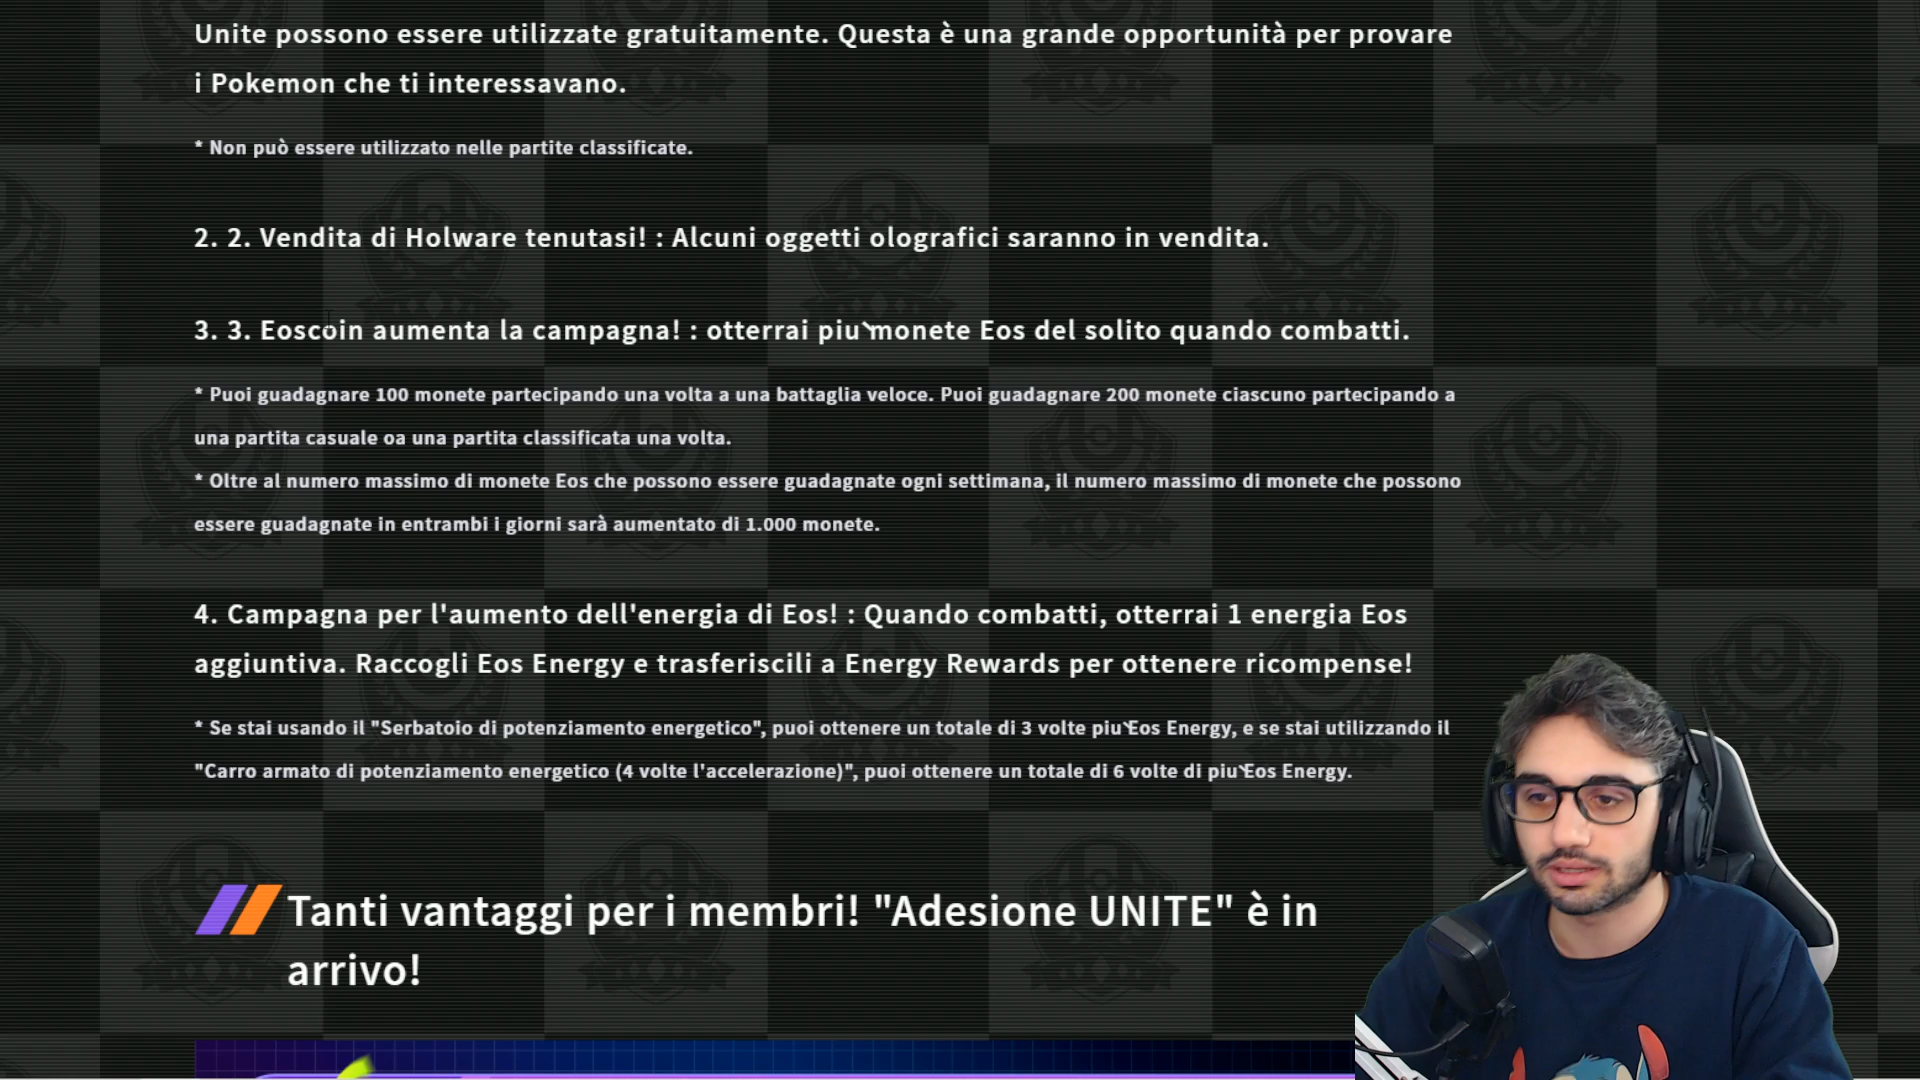 Unite possono essere utilizzate gratuitamente. Questa è una grande opportunità per provare
i Pokemon che ti interessavano.
* Non può essere utilizzato nelle partite classificate.
2. 2. Vendita di Holware tenutasi! : Alcuni oggetti olografici saranno in vendita.
3. 3. Eoscoin aumenta la campagna! : otterrai piu`monete Eos del solito quando combatti.
* Puoi guadagnare 100 monete partecipando una volta a una battaglia veloce. Puoi guadagnare 200 monete ciascuno partecipando a
una partita casuale oa una partita classificata una volta.
* Oltre al numero massimo di monete Eos che possono essere guadagnate ogni settimana, il numero massimo di monete che possono
essere guadagnate in entrambi i giorni sarà aumentato di 1.000 monete.
4. Campagna per l'aumento dell'energia di Eos! : Quando combatti, otterrai 1 energia Eos
aggiuntiva. Raccogli Eos Energy e trasferiscili a Energy Rewards per ottenere ricompense!
* Se stai usando il "Serbatoio di potenziamento energetico", puoi ottenere un totale di 3 volte piu`Eos Energy, e se stai utilizzando il
"Carro armato di potenziamento energetico (4 volte l'accelerazione)", puoi ottenere un totale di 6 volte di piu`Eos Energy.
Tanti vantaggi per i membri! "Adesione UNITE" è in
arrivo!